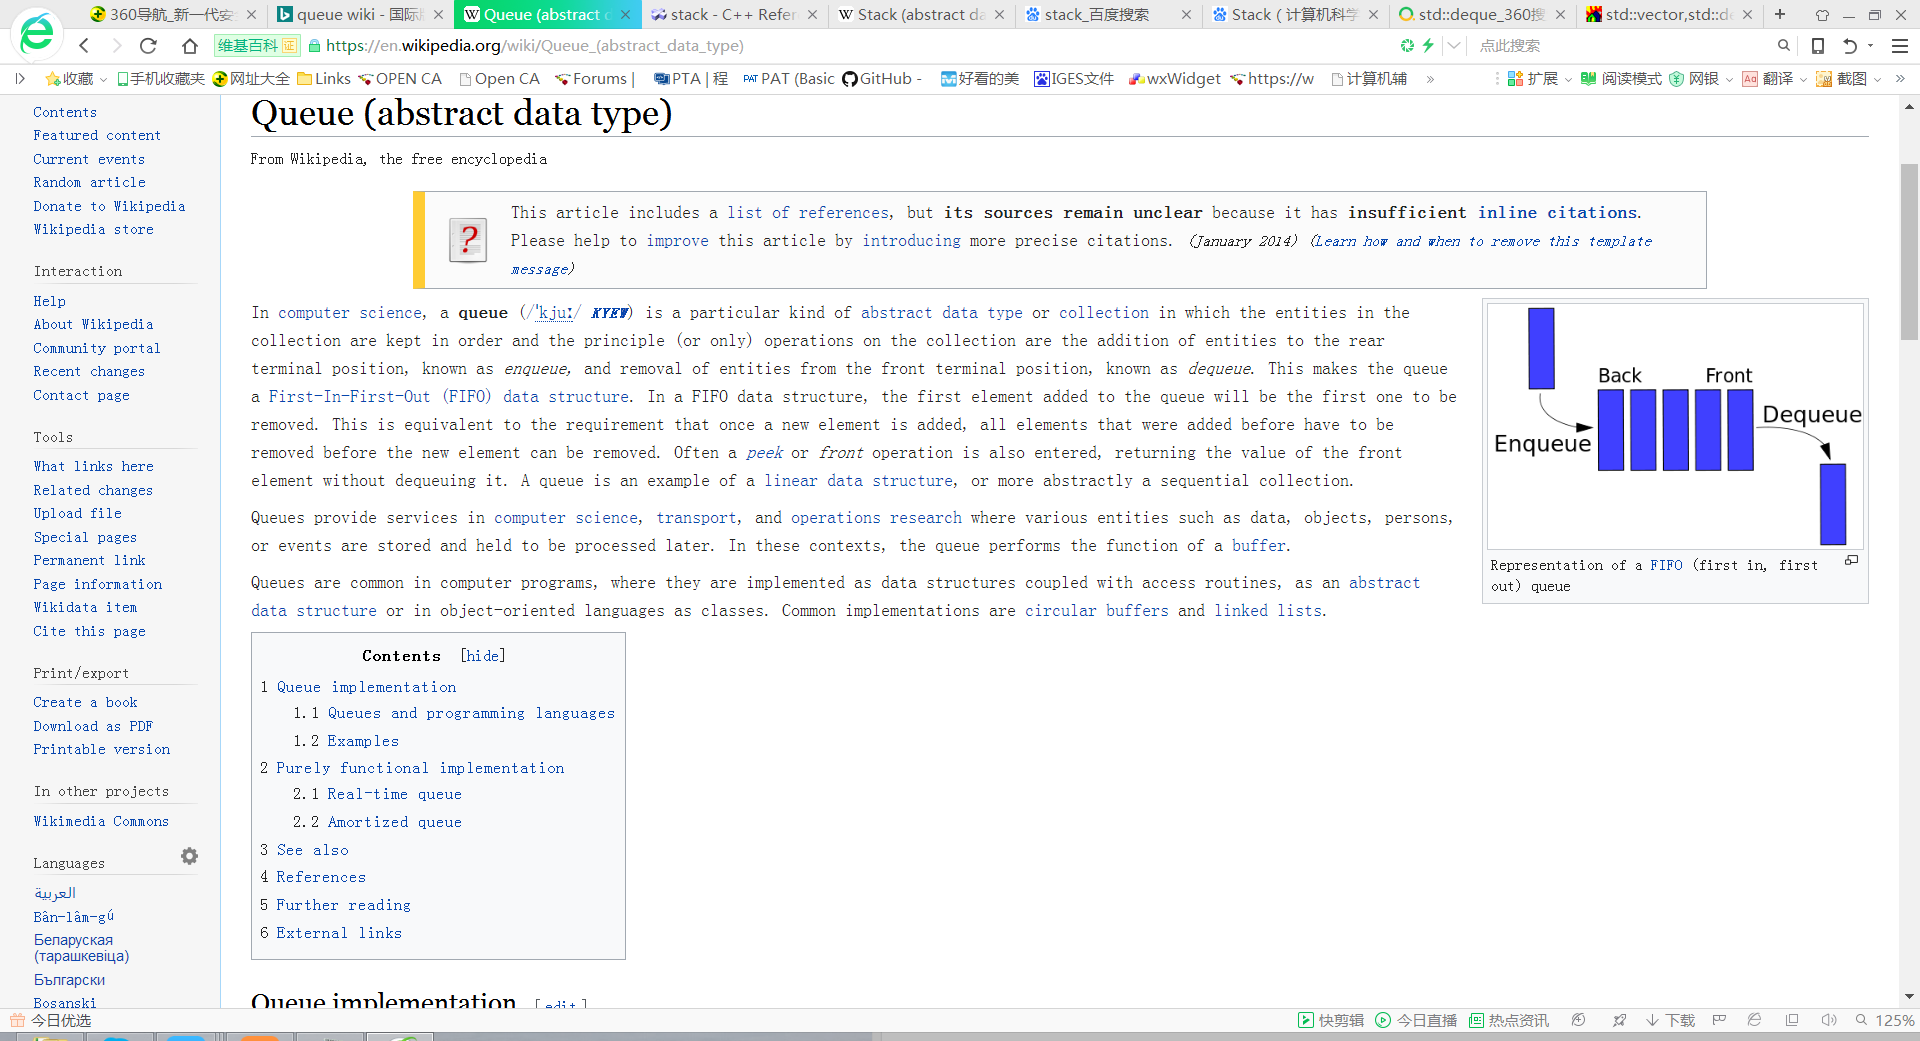 360导航_新一代安
queue wiki - 国际
Queue (abstract d
stack - C++ Refer
Stack (abstract da
stack_百度搜索
Stack ( 计算机科学
std::deque_360搜
std::vector,std::de
维基百科 证
https://en.wikipedia.org/wiki/Queue_(abstract_data_type)
点此搜索
收藏 手机收藏夹 网址大全 Links OPEN CA Open CA Forums | PTA | 程 PAT (Basic GitHub - 好看的美 IGES文件 wxWidget https://w 计算机辅 » 扩展 阅读模式 网银 翻译 截图 »
Contents
Featured content
Current events
Random article
Donate to Wikipedia
Wikipedia store
Interaction
Help
About Wikipedia
Community portal
Recent changes
Contact page
Tools
What links here
Related changes
Upload file
Special pages
Permanent link
Page information
Wikidata item
Cite this page
Print/export
Create a book
Download as PDF
Printable version
In other projects
Wikimedia Commons
Languages
العربية
Bân-lâm-gú
Беларуская
(тарашкевіца)
Български
Bosanski
Queue (abstract data type)
From Wikipedia, the free encyclopedia
This article includes a list of references, but its sources remain unclear because it has insufficient inline citations.
Please help to improve this article by introducing more precise citations. (January 2014) (Learn how and when to remove this template
message)
In computer science, a queue (/ˈkjuː/ KYEW) is a particular kind of abstract data type or collection in which the entities in the
collection are kept in order and the principle (or only) operations on the collection are the addition of entities to the rear
terminal position, known as enqueue, and removal of entities from the front terminal position, known as dequeue. This makes the queue
a First-In-First-Out (FIFO) data structure. In a FIFO data structure, the first element added to the queue will be the first one to be
removed. This is equivalent to the requirement that once a new element is added, all elements that were added before have to be
removed before the new element can be removed. Often a peek or front operation is also entered, returning the value of the front
element without dequeuing it. A queue is an example of a linear data structure, or more abstractly a sequential collection.
Queues provide services in computer science, transport, and operations research where various entities such as data, objects, persons,
or events are stored and held to be processed later. In these contexts, the queue performs the function of a buffer.
Queues are common in computer programs, where they are implemented as data structures coupled with access routines, as an abstract
data structure or in object-oriented languages as classes. Common implementations are circular buffers and linked lists.
Back Front
Enqueue
Dequeue
Representation of a FIFO (first in, first
out) queue
Contents [hide]
1 Queue implementation
1.1 Queues and programming languages
1.2 Examples
2 Purely functional implementation
2.1 Real-time queue
2.2 Amortized queue
3 See also
4 References
5 Further reading
6 External links
Queue implementation [edit]
今日优选
快剪辑 今日直播 热点资讯 下载 125%